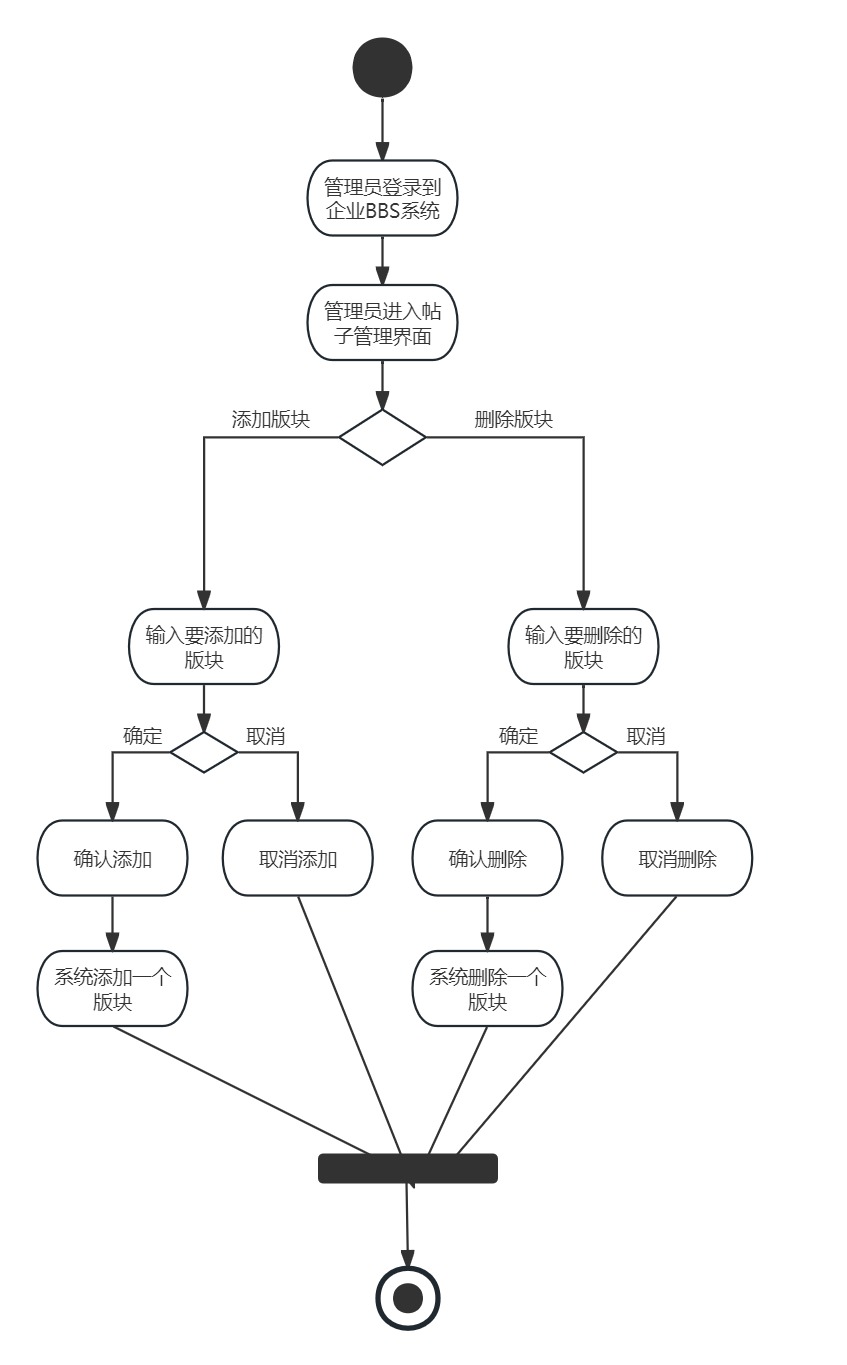 管理员登录到
企业BBS系统
管理员进入帖
子管理界面
添加版块
删除版块
输入要添加的
版块
输入要删除的
版块
确定
取消
确定
取消
确认添加
取消添加
确认删除
取消删除
系统添加一个
版块
系统删除一个
版块